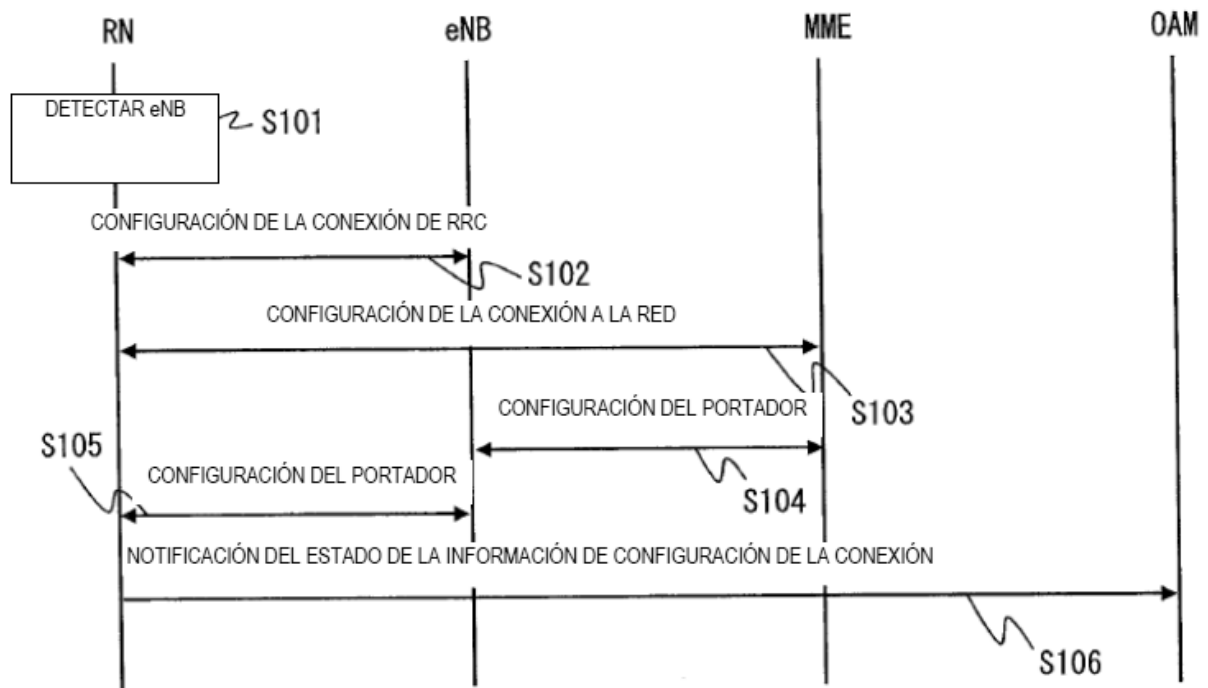 RN
eNB
MME
OAM
DETECTAR eNB
S101
CONFIGURACIÓN DE LA CONEXIÓN DE RRC
S102
CONFIGURACIÓN DE LA CONEXIÓN A LA RED
S103
CONFIGURACIÓN DEL PORTADOR
S104
S105
CONFIGURACIÓN DEL PORTADOR
NOTIFICACIÓN DEL ESTADO DE LA INFORMACIÓN DE CONFIGURACIÓN DE LA CONEXIÓN
S106